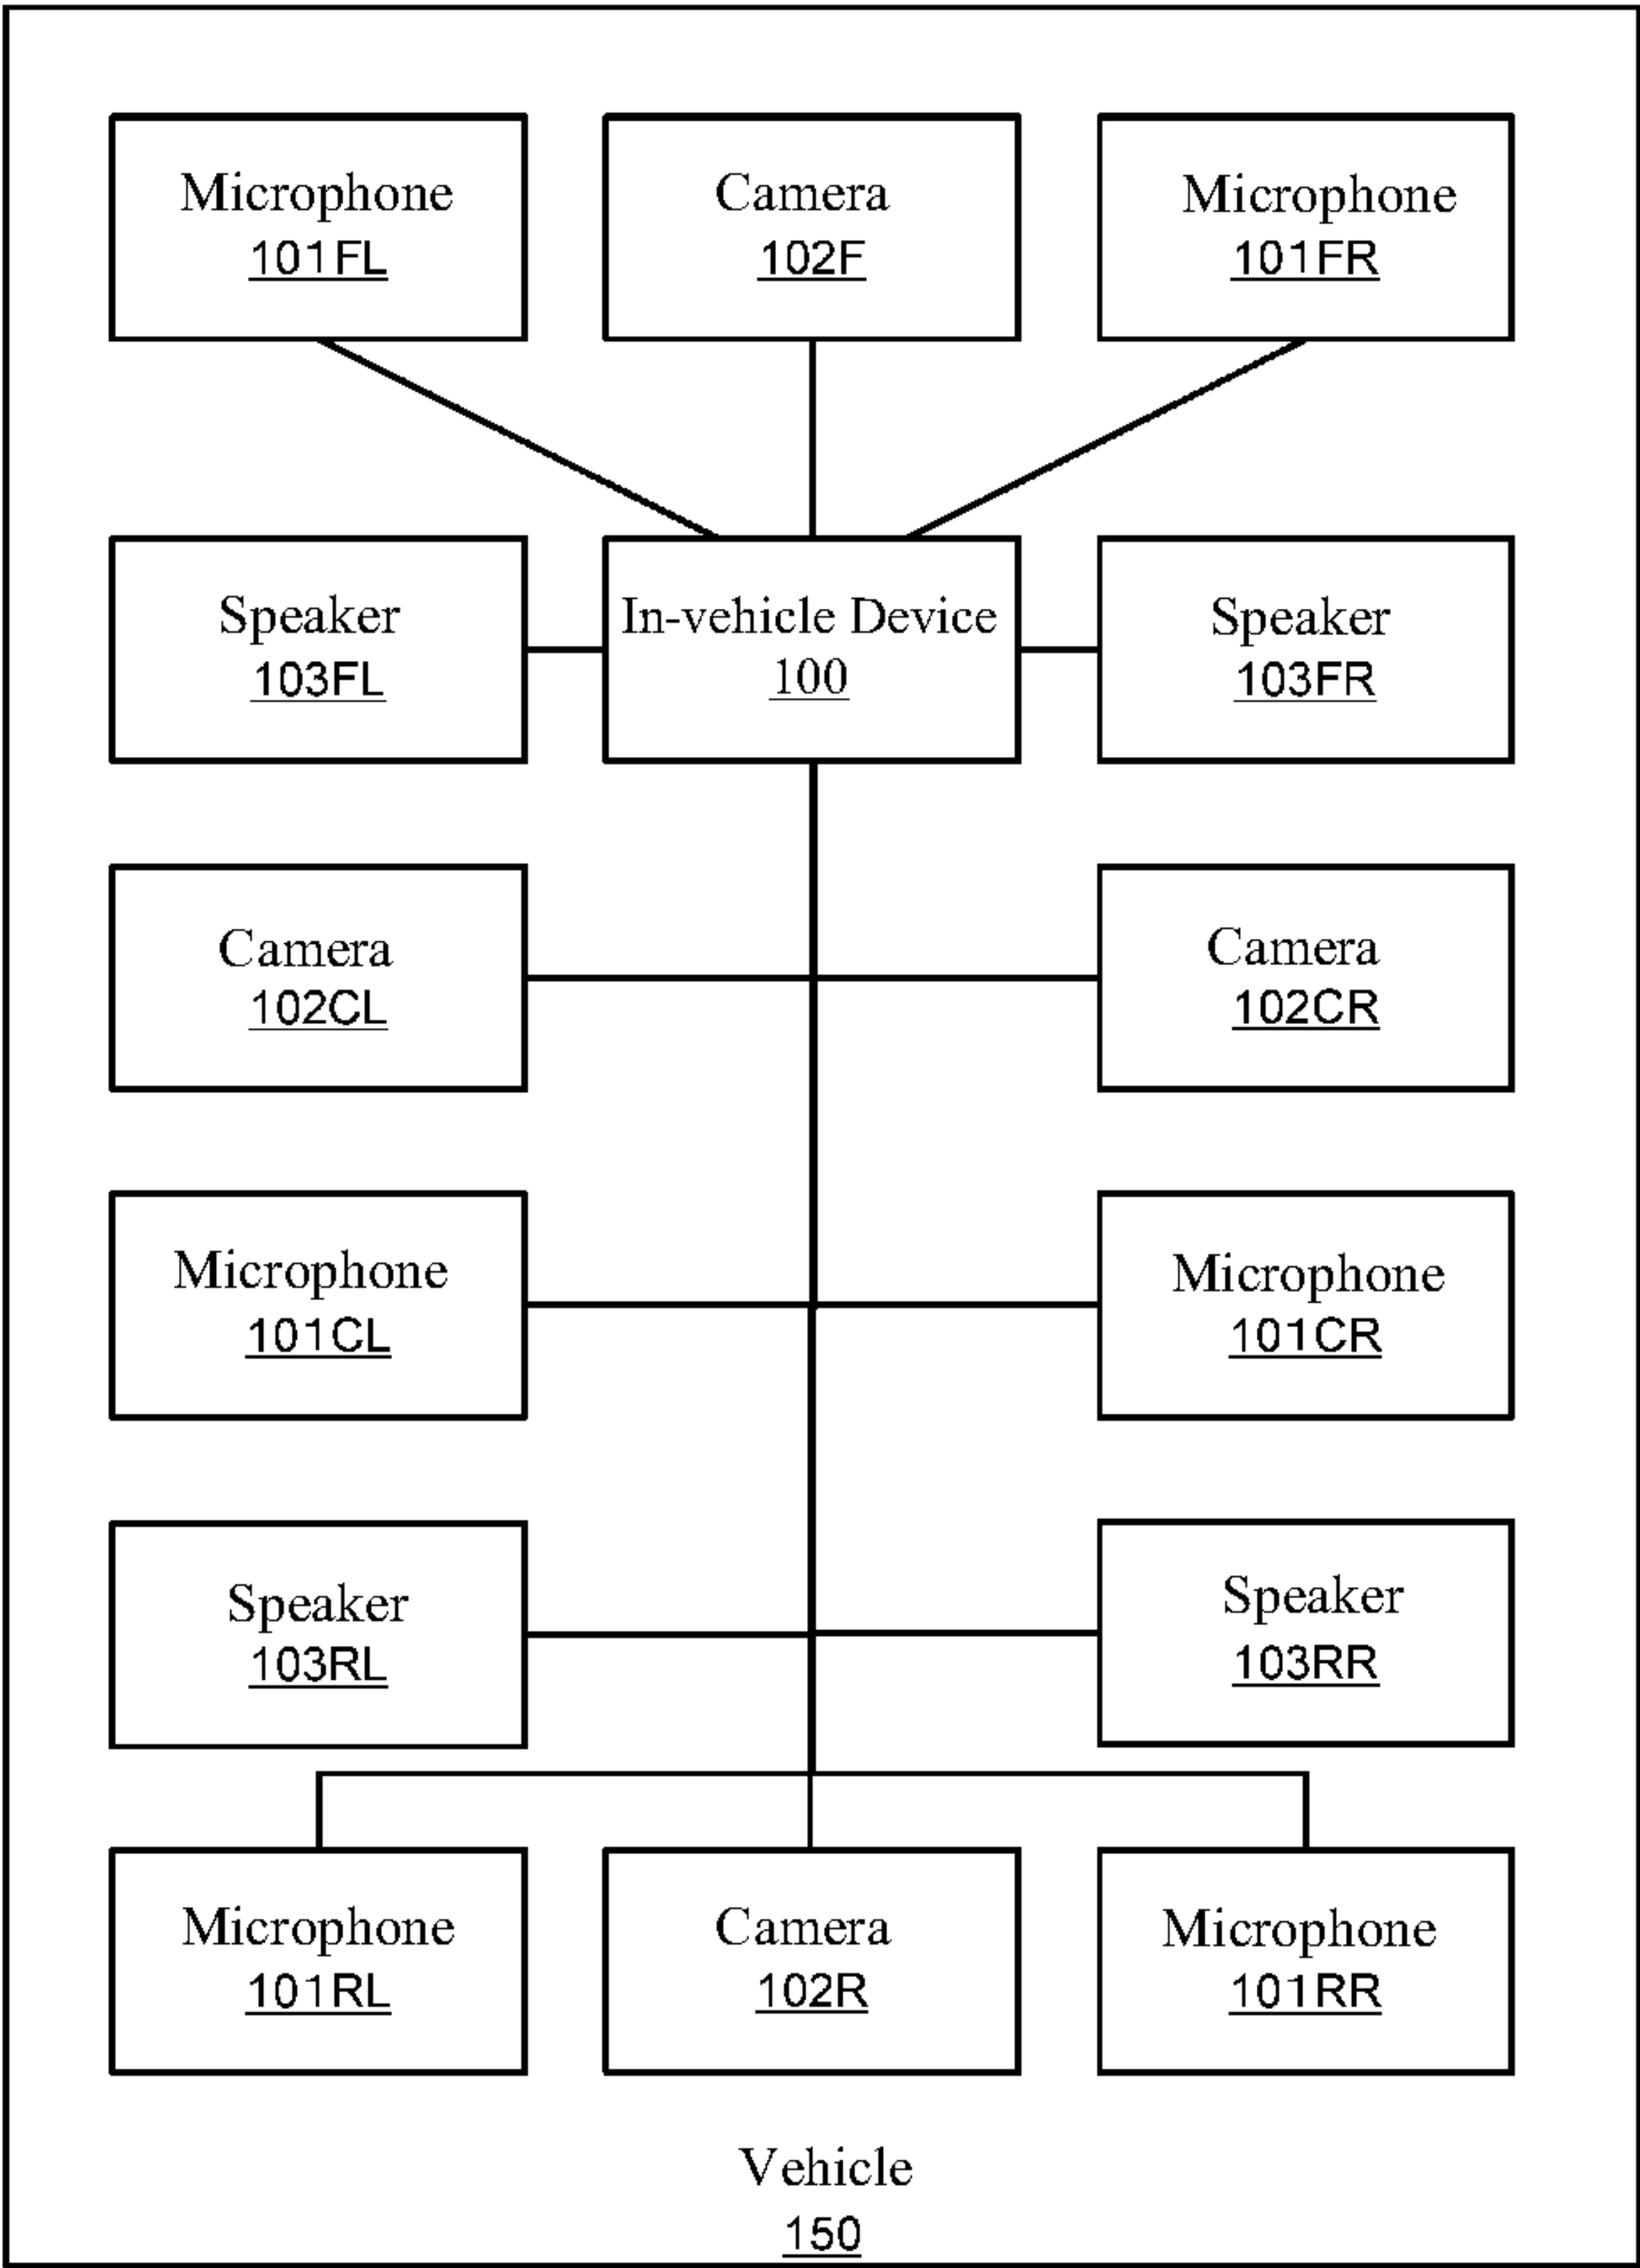 Microphone
101FL
Camera
102F
Microphone
101FR
Speaker
103FL
In-vehicle Device
100
Speaker
103FR
Camera
102CL
Camera
102CR
Microphone
101CL
Microphone
101CR
Speaker
103RL
Speaker
103RR
Microphone
101RL
Camera
102R
Microphone
101RR
Vehicle
150